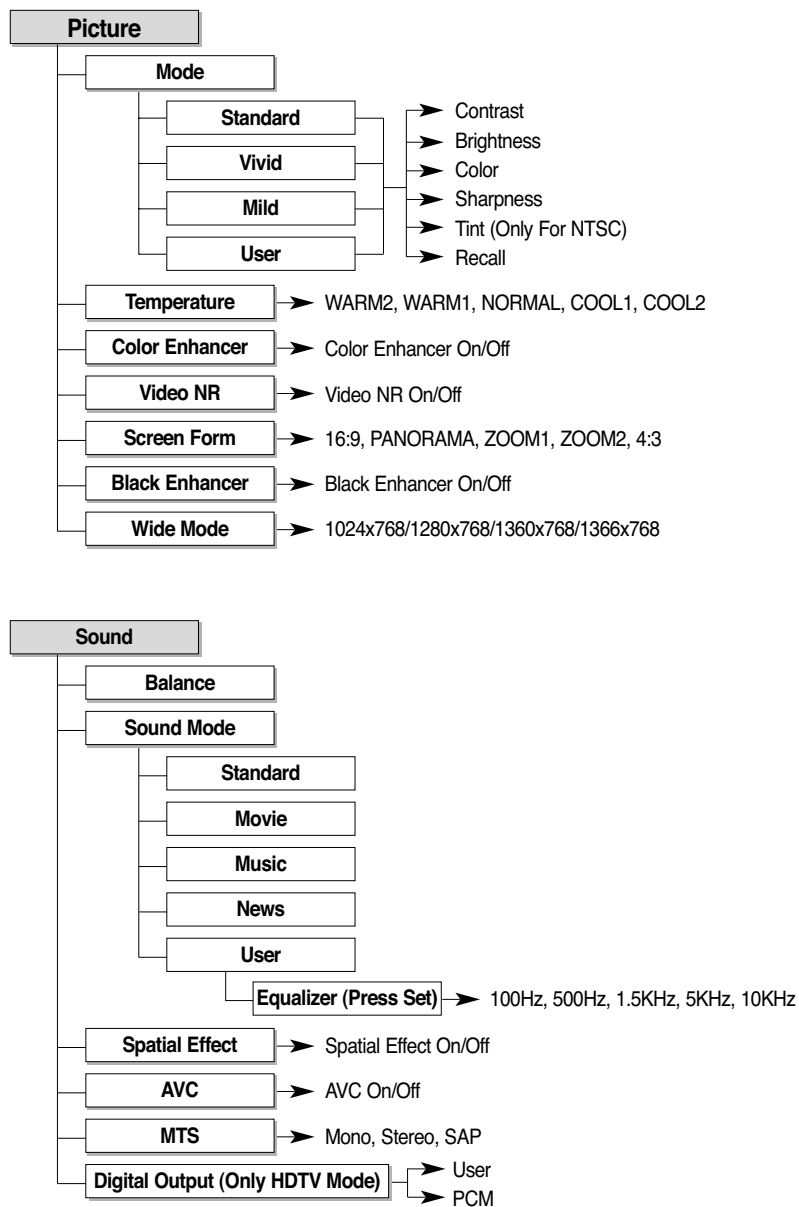 Picture
Mode
Standard
Vivid
Mild
User
Contrast
Brightness
Color
Sharpness
Tint (Only For NTSC)
Recall
Temperature
WARM2, WARM1, NORMAL, COOL1, COOL2
Color Enhancer
Color Enhancer On/Off
Video NR
Video NR On/Off
Screen Form
16:9, PANORAMA, ZOOM1, ZOOM2, 4:3
Black Enhancer
Black Enhancer On/Off
Wide Mode
1024x768/1280x768/1360x768/1366x768
Sound
Balance
Sound Mode
Standard
Movie
Music
News
User
Equalizer (Press Set)
100Hz, 500Hz, 1.5KHz, 5KHz, 10KHz
Spatial Effect
Spatial Effect On/Off
AVC
AVC On/Off
MTS
Mono, Stereo, SAP
Digital Output (Only HDTV Mode)
User
PCM